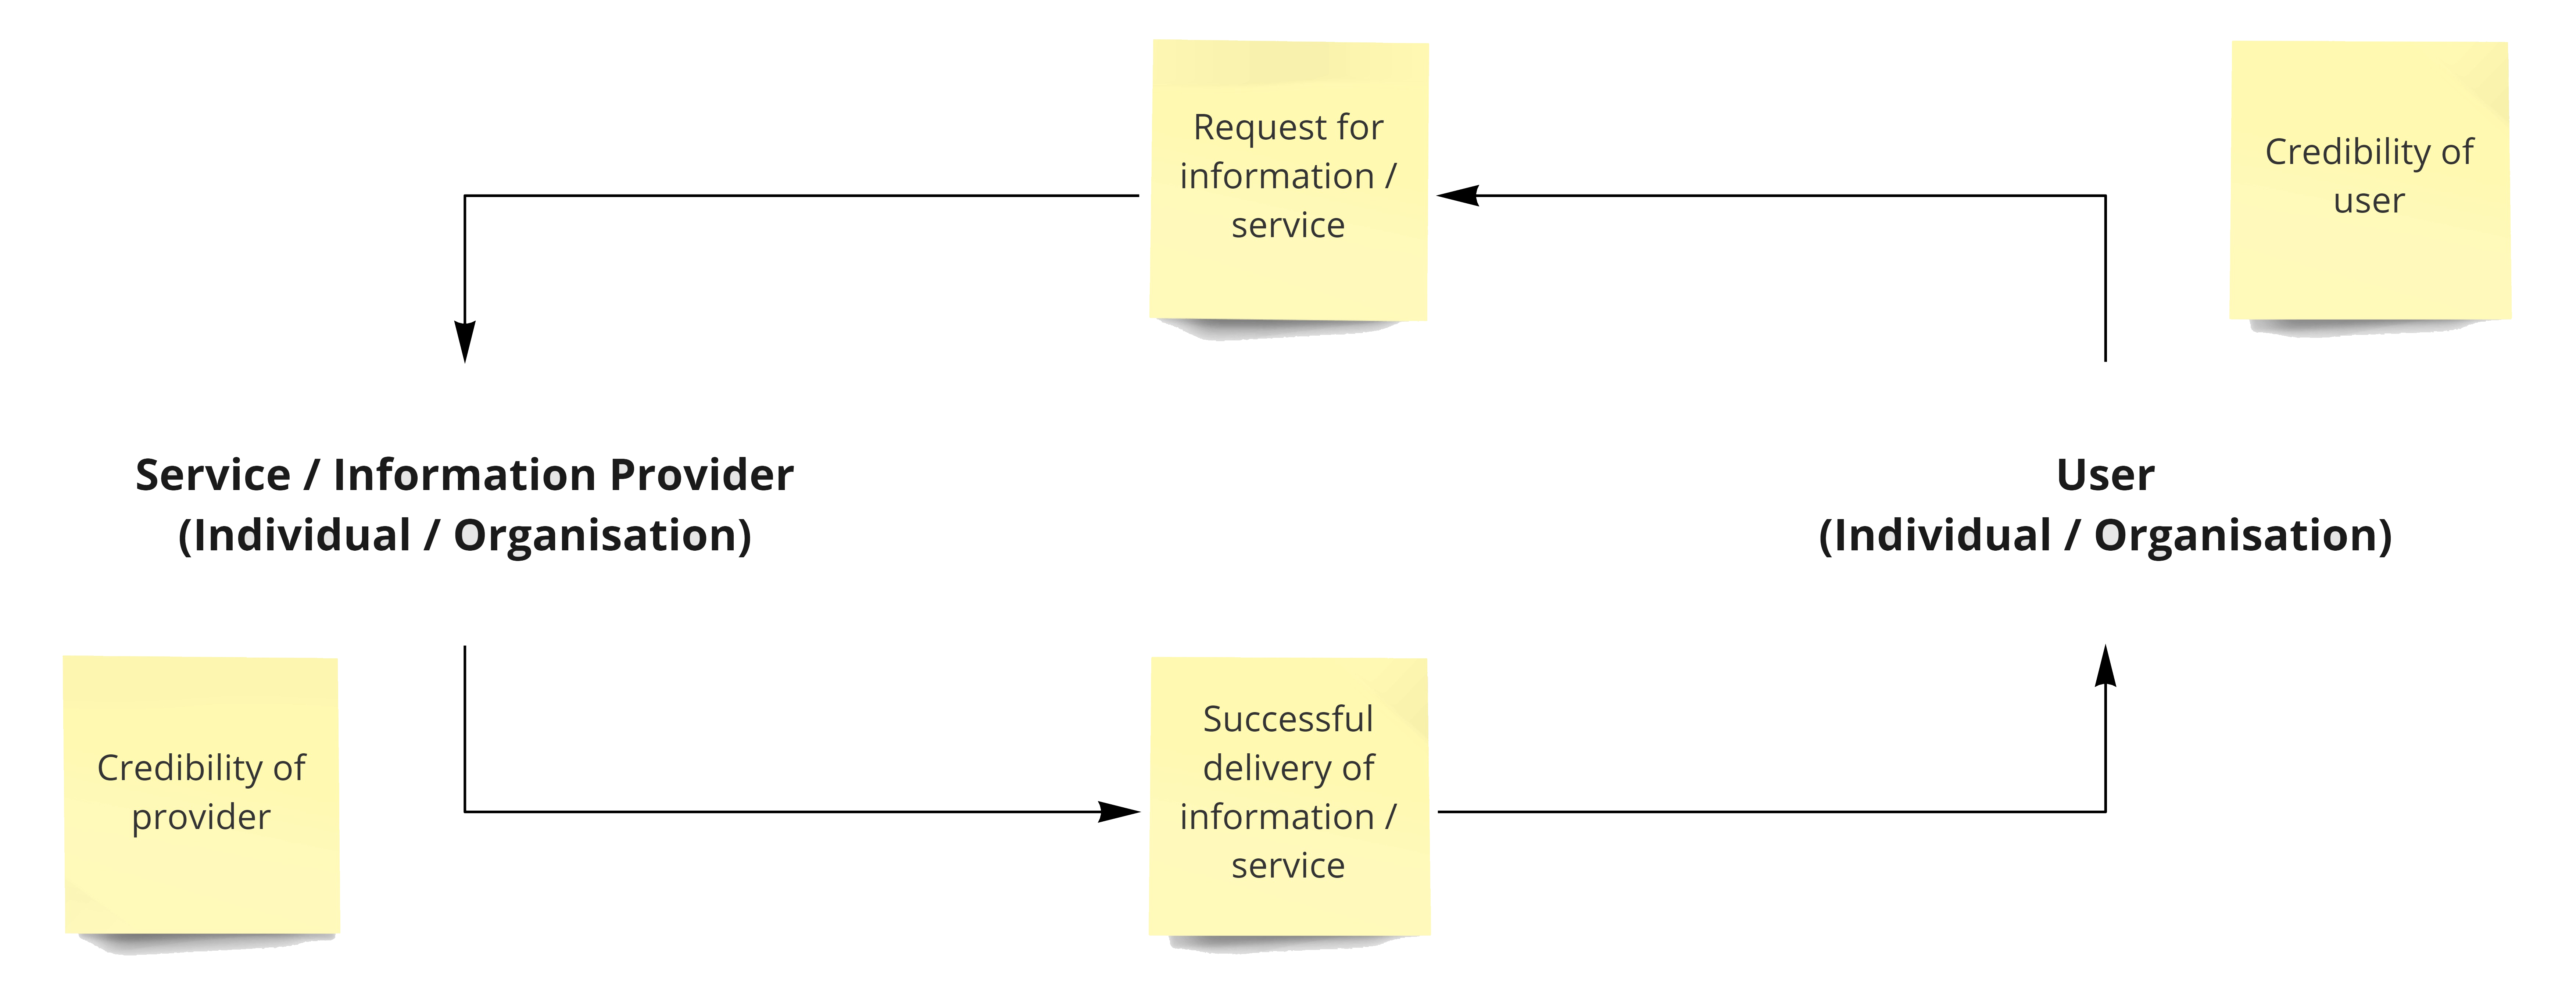 Request for
information /
service
Credibility of
user
Service / Information Provider
(Individual / Organisation)
User
(Individual / Organisation)
Credibility of
provider
Successful
delivery of
information /
service